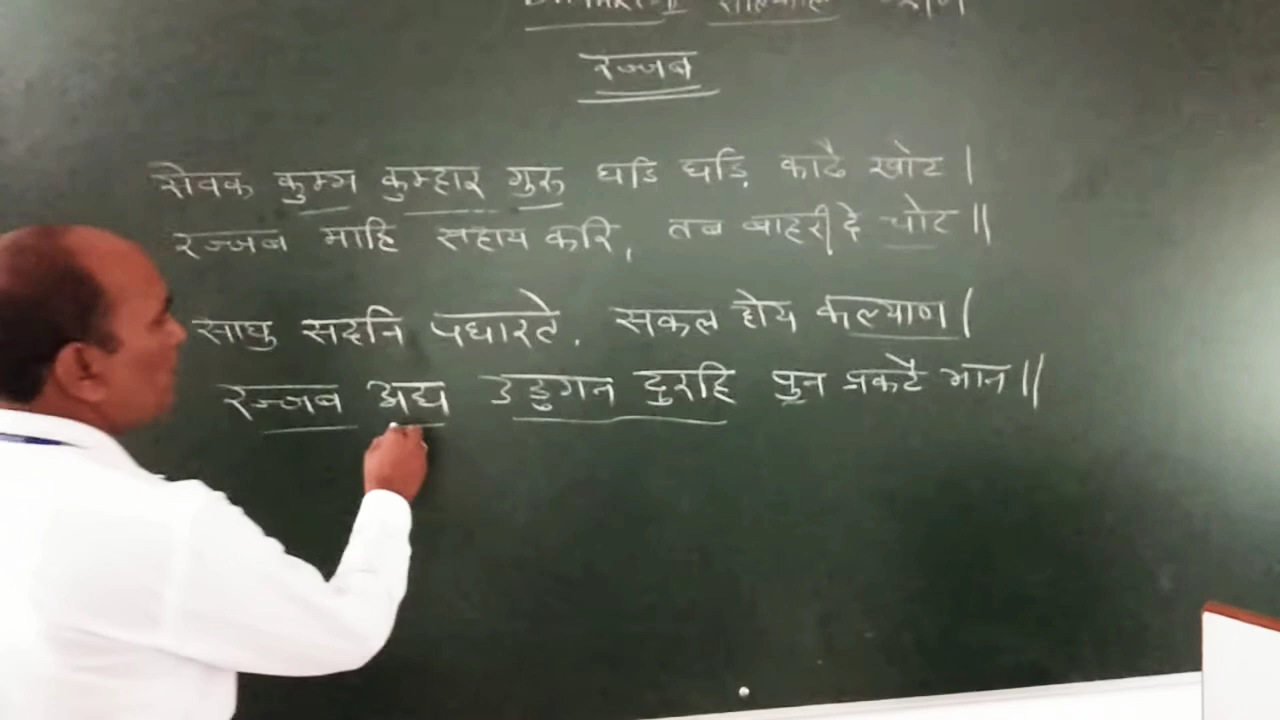 रज्जब
सेवक कुम्भ कुम्हार गुरु घडि घडि़ काढै खोट |
रज्जब माहि सहाय करि, तब बाहरी दे चोट ||
साधु सदनि पधारते . सकल होय कल्याण |
रज्जब अद्य उडुगन दुरहि पुन प्रकटै भान ||